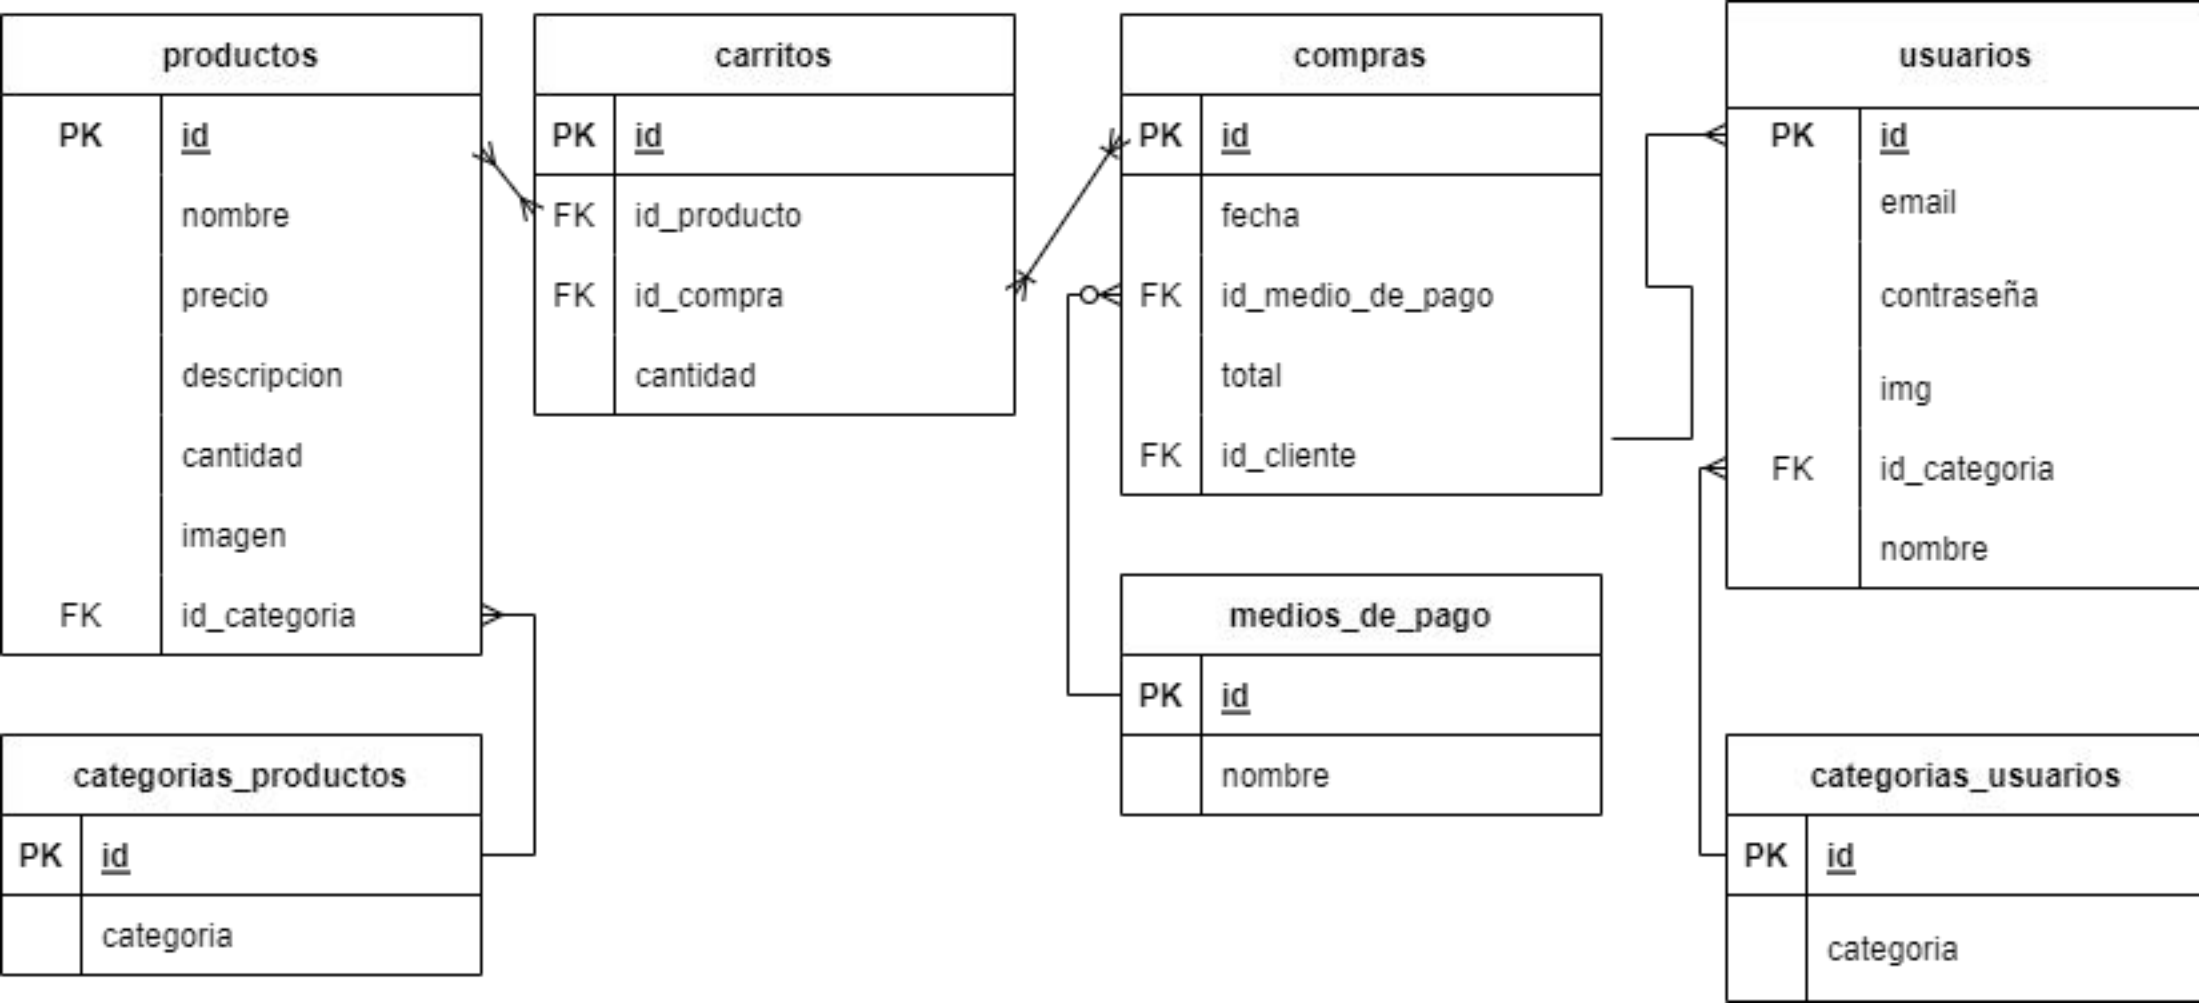 productos
PK id
nombre
precio
descripcion
cantidad
imagen
FK id_categoria
categorias_productos
PK id
categoria
carritos
PK id
FK id_producto
FK id_compra
cantidad
compras
PK id
fecha
FK id_medio_de_pago
total
FK id_cliente
medios_de_pago
PK id
nombre
usuarios
PK id
email
contraseña
img
FK id_categoria
nombre
categorias_usuarios
PK id
categoria